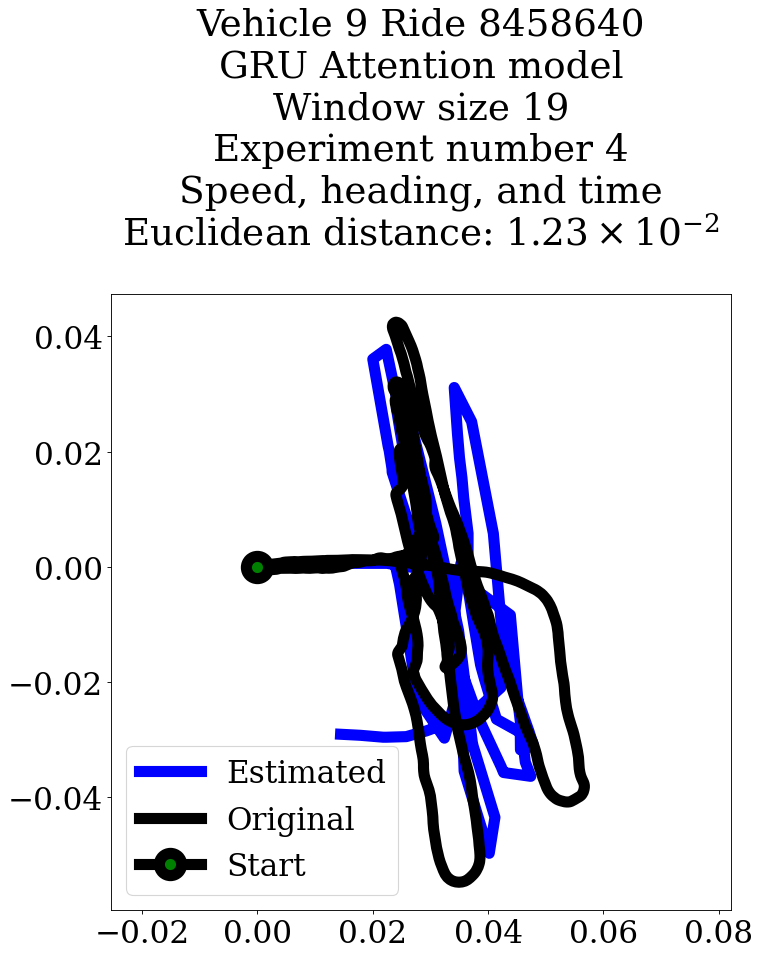 Vehicle 9 Ride 8458640
GRU Attention model
Window size 19
Experiment number 4
Speed, heading, and time
Euclidean distance: 1.23 × 10⁻²
0.04
0.02
0.00
−0.02
−0.04
Estimated
Original
Start
−0.02 0.00 0.02 0.04 0.06 0.08